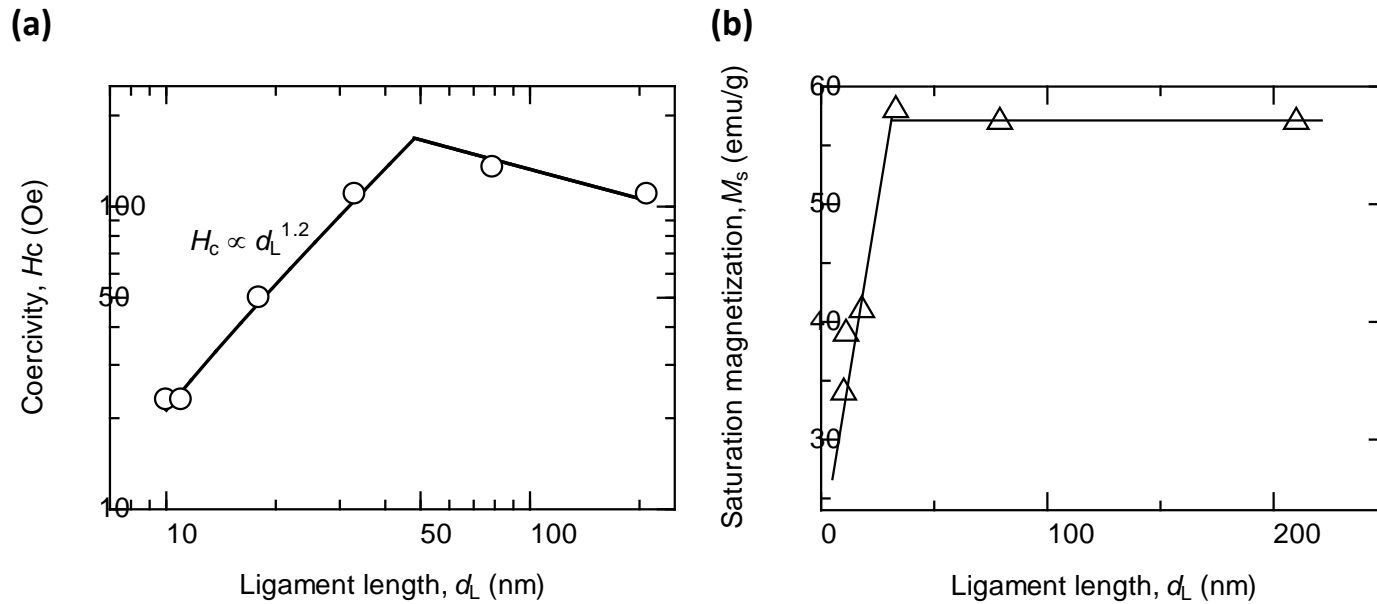 (a)
(b)
100
50
10
Coercivity, Hc (Oe)
Hc ∝ dL1.2
10
50
100
Ligament length, dL (nm)
60
50
40
30
Saturation magnetization, Ms (emu/g)
0
100
200
Ligament length, dL (nm)